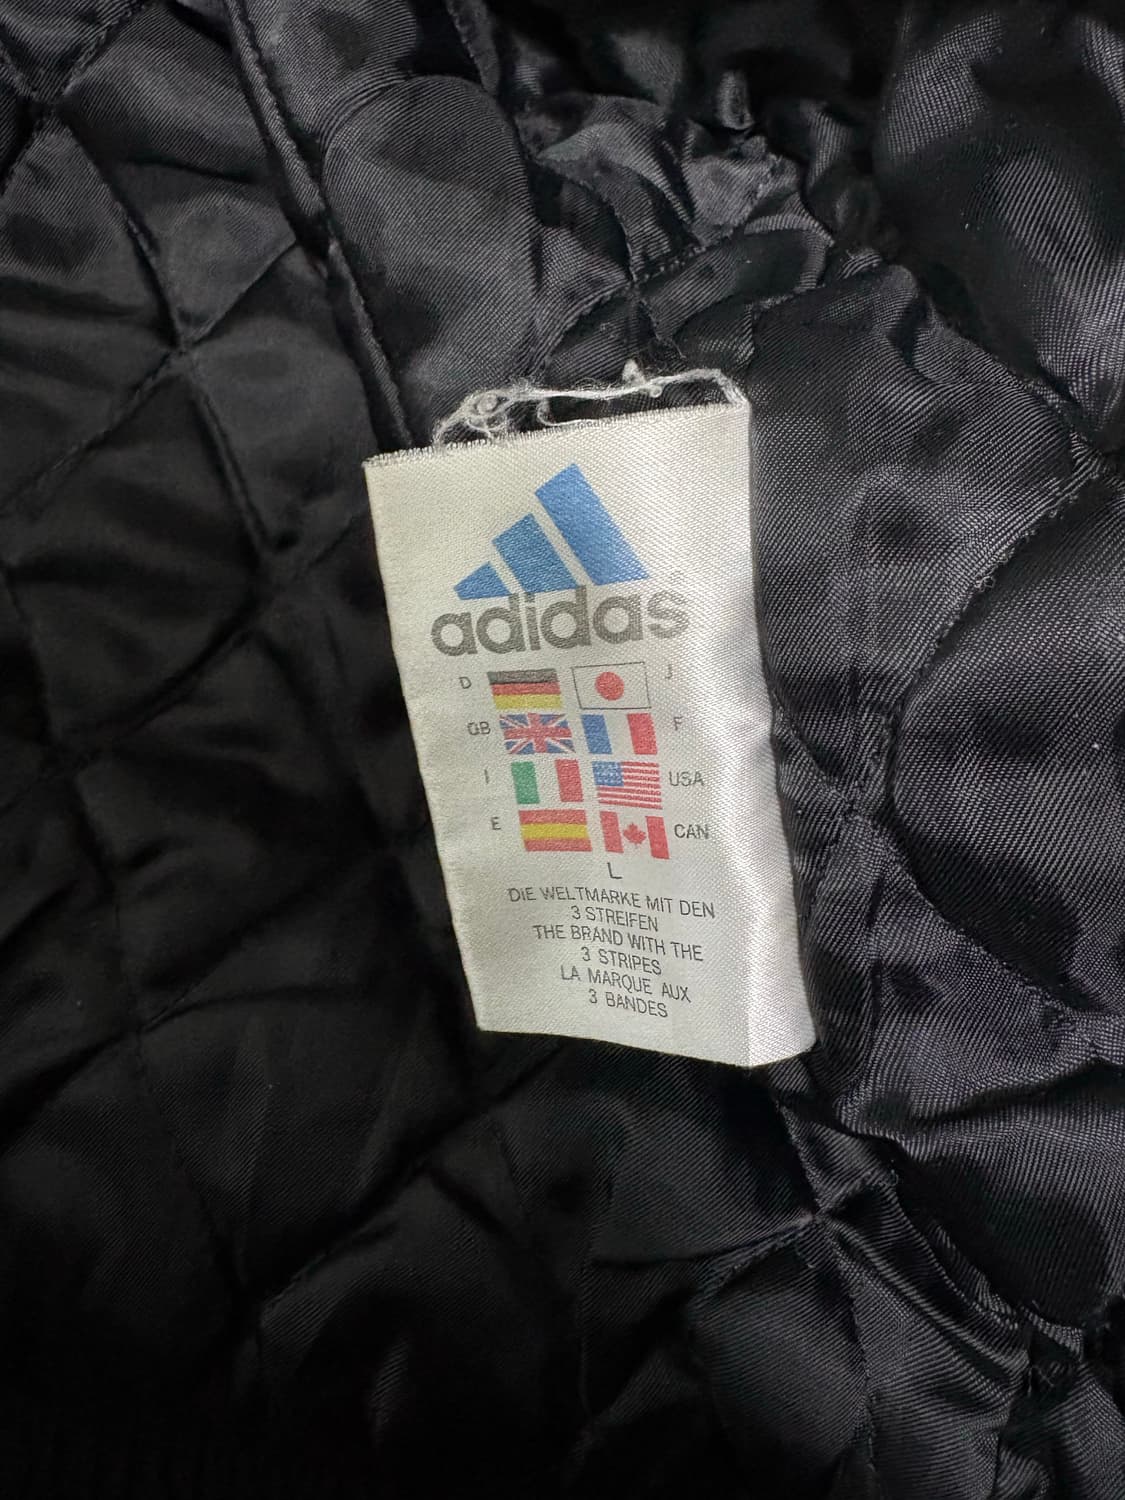 adidas®
D J
GB F
I USA
E CAN
L
DIE WELTMARKE MIT DEN
3 STREIFEN
THE BRAND WITH THE
3 STRIPES
LA MARQUE AUX
3 BANDES